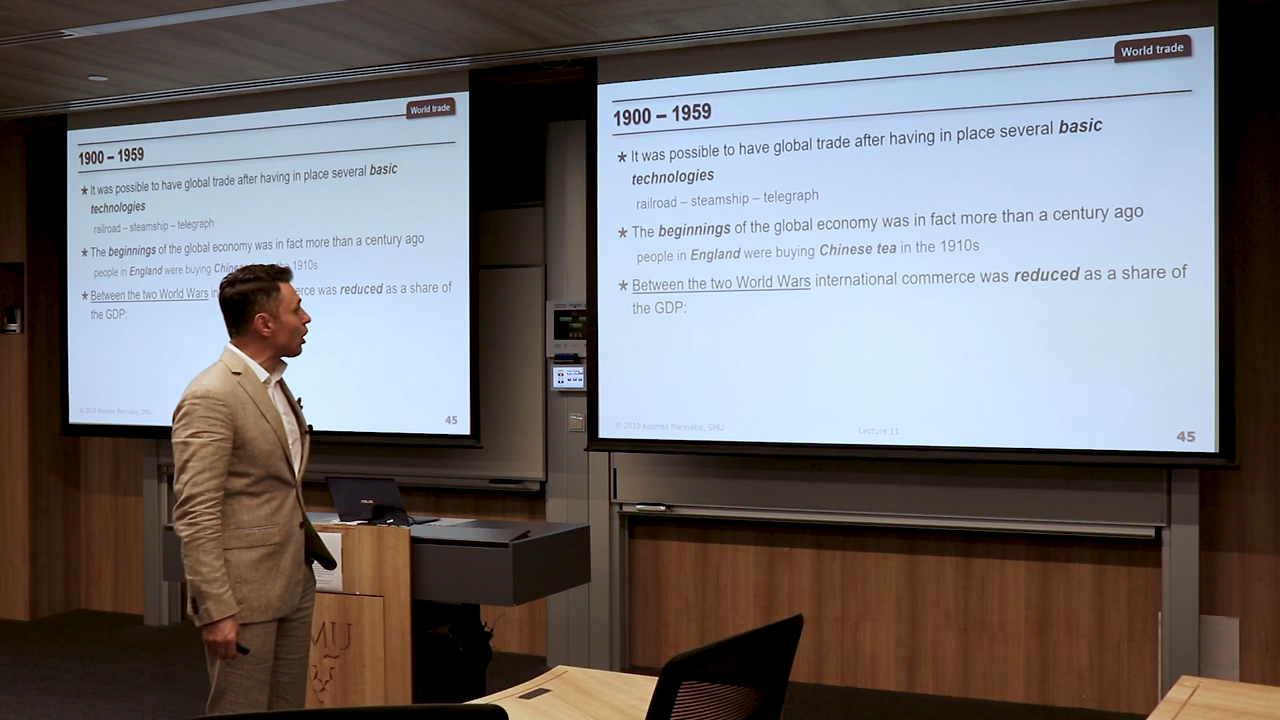 World trade
1900 – 1959
★ It was possible to have global trade after having in place several basic
technologies
railroad – steamship – telegraph
★ The beginnings of the global economy was in fact more than a century ago
people in England were buying Chinese tea in the 1910s
★ Between the two World Wars in
merce was reduced as a share of
the GDP:
© 2019 Kosmas Marinakis, SMU
45
World trade
1900 – 1959
★ It was possible to have global trade after having in place several basic
technologies
railroad – steamship – telegraph
★ The beginnings of the global economy was in fact more than a century ago
people in England were buying Chinese tea in the 1910s
★ Between the two World Wars international commerce was reduced as a share of
the GDP:
© 2019 Kosmas Marinakis, SMU
Lecture 11
45
ASUS
MU